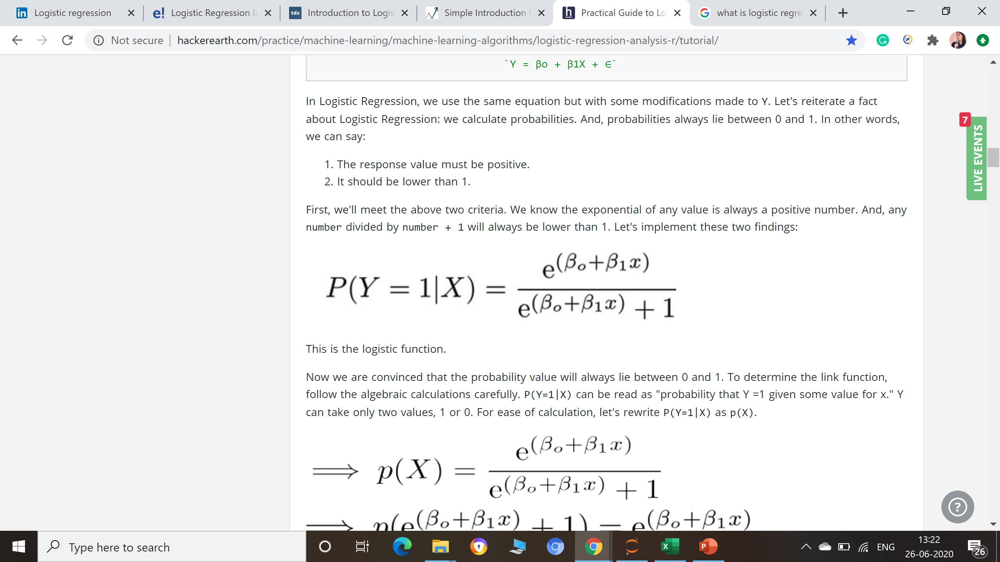 Logistic regression
Logistic Regression In
Introduction to Logis
Simple Introduction t
Practical Guide to Lo
what is logistic regre
Not secure
hackerearth.com/practice/machine-learning/machine-learning-algorithms/logistic-regression-analysis-r/tutorial/
`Y = βo + β1X + ∈`
In Logistic Regression, we use the same equation but with some modifications made to Y. Let's reiterate a fact
about Logistic Regression: we calculate probabilities. And, probabilities always lie between 0 and 1. In other words,
we can say:
1. The response value must be positive.
2. It should be lower than 1.
First, we'll meet the above two criteria. We know the exponential of any value is always a positive number. And, any
number divided by number + 1 will always be lower than 1. Let's implement these two findings:
P(Y = 1|X) = e^(βo+β1x) / e^(βo+β1x) + 1
This is the logistic function.
Now we are convinced that the probability value will always lie between 0 and 1. To determine the link function,
follow the algebraic calculations carefully. P(Y=1|X) can be read as "probability that Y =1 given some value for x." Y
can take only two values, 1 or 0. For ease of calculation, let's rewrite P(Y=1|X) as p(X).
⟹ p(X) = e^(βo+β1x) / e^(βo+β1x) + 1
⟹ p(e^(βo+β1x) + 1) = e^(βo+β1x)
7
LIVE EVENTS
?
Type here to search
ENG
13:22
26-06-2020
26